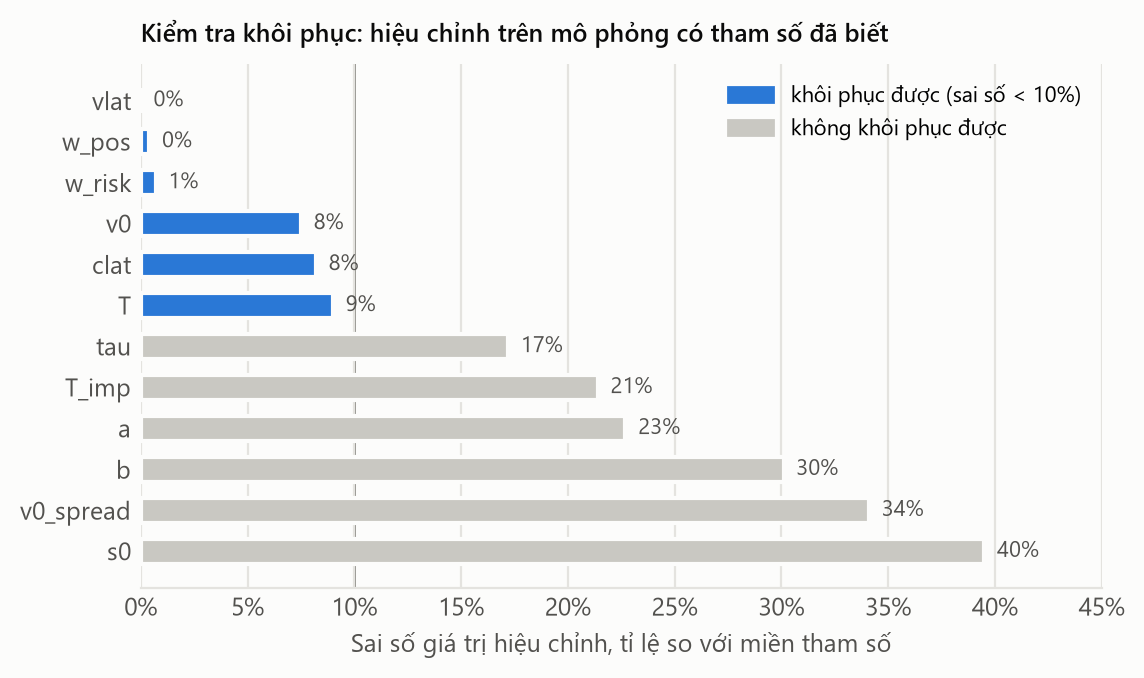 Kiểm tra khôi phục: hiệu chỉnh trên mô phỏng có tham số đã biết
khôi phục được (sai số < 10%)
không khôi phục được
vlat 0%
w_pos 0%
w_risk 1%
v0 8%
clat 8%
T 9%
tau 17%
T_imp 21%
a 23%
b 30%
v0_spread 34%
s0 40%
0% 5% 10% 15% 20% 25% 30% 35% 40% 45%
Sai số giá trị hiệu chỉnh, tỉ lệ so với miền tham số